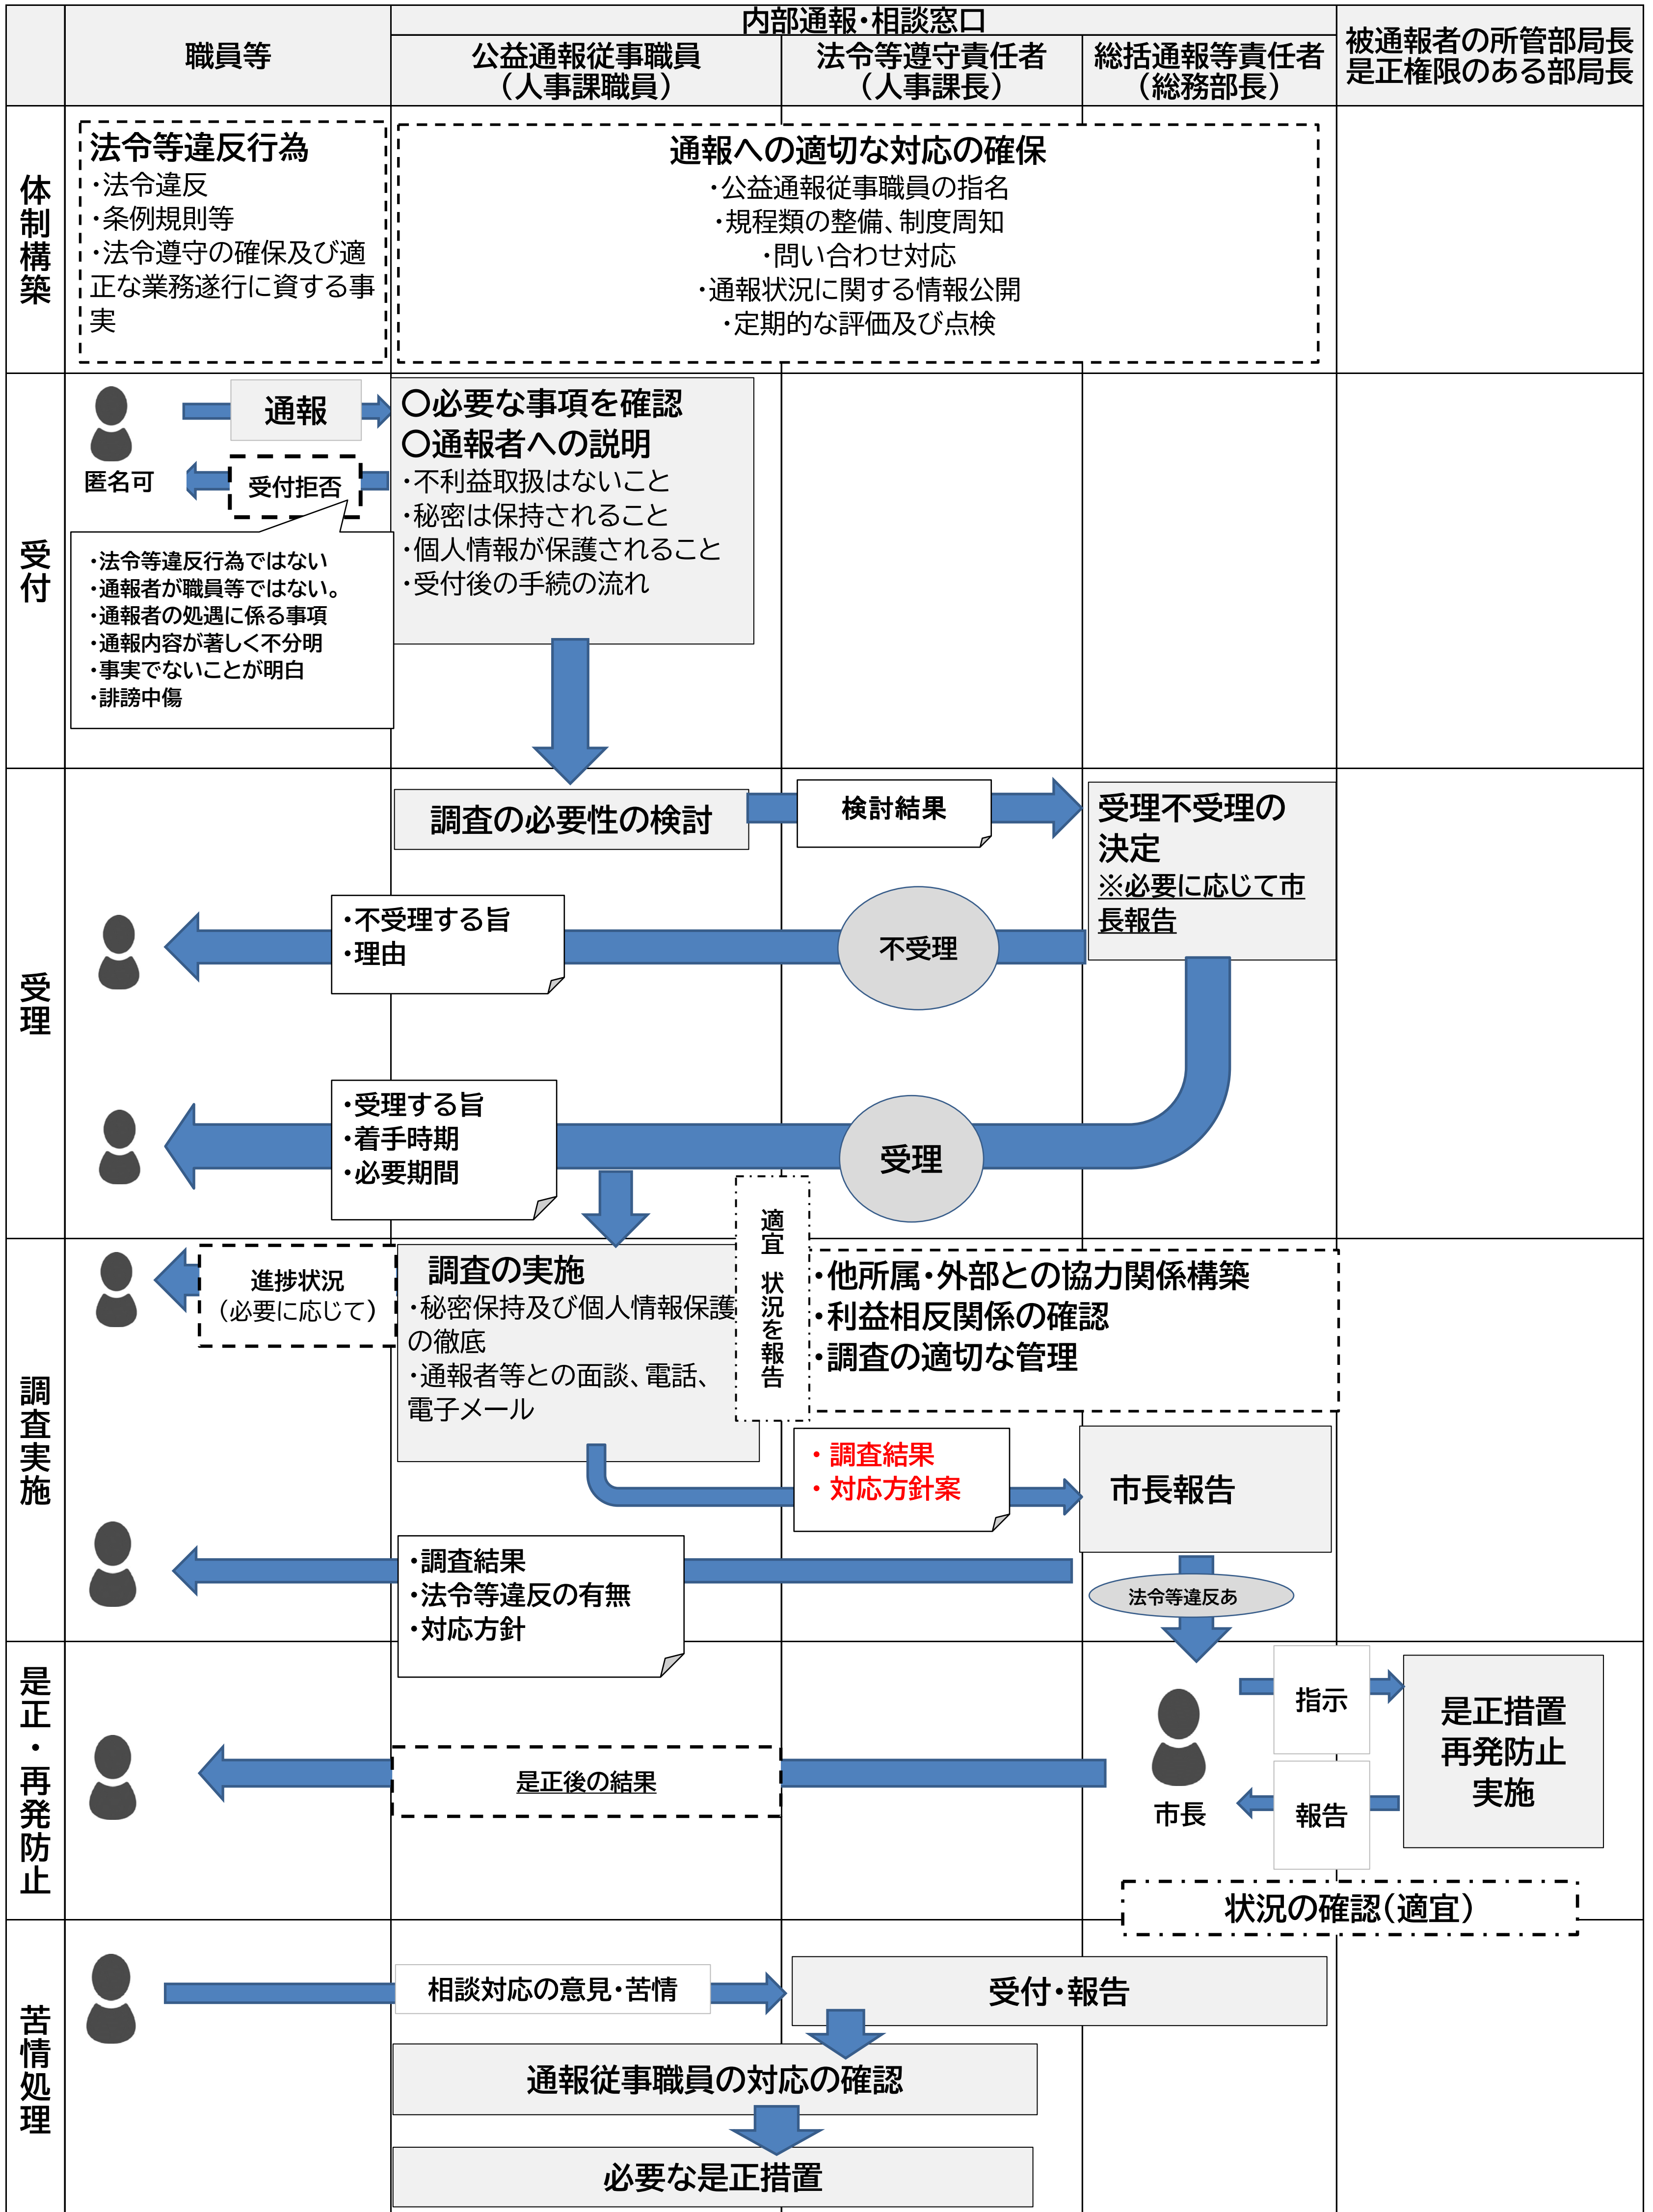 職員等
内部通報・相談窓口
公益通報従事職員
（人事課職員）
法令等遵守責任者
（人事課長）
総括通報等責任者
（総務部長）
被通報者の所管部局長
是正権限のある部局長
体制構築
法令等違反行為
・法令違反
・条例規則等
・法令遵守の確保及び適
正な業務遂行に資する事
実
通報への適切な対応の確保
・公益通報従事職員の指名
・規程類の整備、制度周知
・問い合わせ対応
・通報状況に関する情報公開
・定期的な評価及び点検
受付
匿名可
通報
受付拒否
・法令等違反行為ではない
・通報者が職員等ではない。
・通報者の処遇に係る事項
・通報内容が著しく不分明
・事実でないことが明白
・誹謗中傷
〇必要な事項を確認
〇通報者への説明
・不利益取扱はないこと
・秘密は保持されること
・個人情報が保護されること
・受付後の手続の流れ
受理
調査の必要性の検討
検討結果
受理不受理の
決定
※必要に応じて市
長報告
・不受理する旨
・理由
不受理
・受理する旨
・着手時期
・必要期間
受理
調査実施
進捗状況
（必要に応じて）
調査の実施
・秘密保持及び個人情報保護
の徹底
・通報者等との面談、電話、
電子メール
適宜 状況を報告
・他所属・外部との協力関係構築
・利益相反関係の確認
・調査の適切な管理
・調査結果
・対応方針案
市長報告
・調査結果
・法令等違反の有無
・対応方針
法令等違反あ
是正・再発防止
是正後の結果
市長
指示
報告
是正措置
再発防止
実施
状況の確認（適宜）
苦情処理
相談対応の意見・苦情
受付・報告
通報従事職員の対応の確認
必要な是正措置